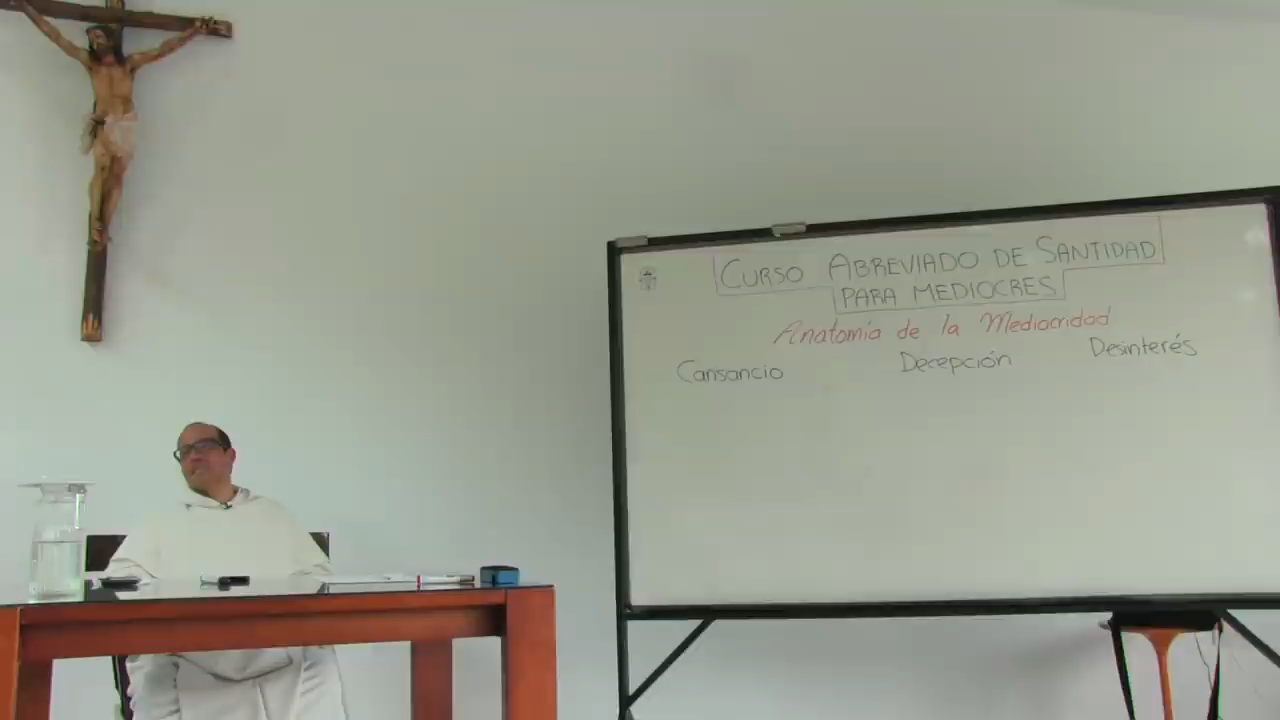 CURSO ABREVIADO DE SANTIDAD
PARA MEDIOCRES
Anatomía de la Mediocridad
Cansancio Decepción Desinterés